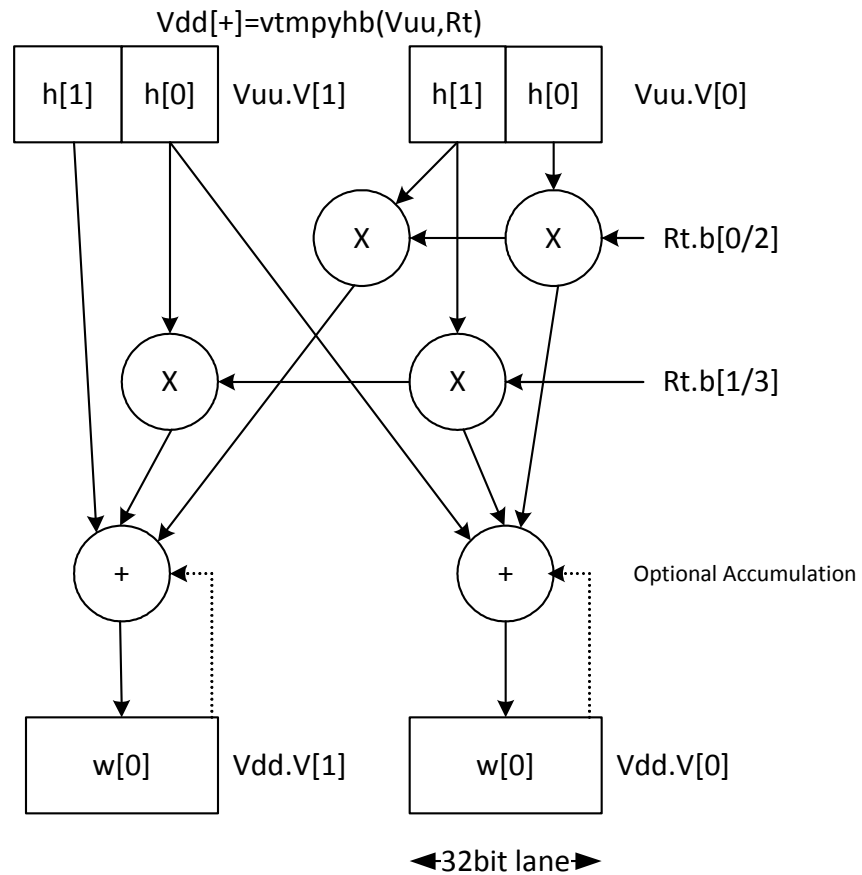 Vdd[+]=vtmpyhb(Vuu,Rt)
h[1] h[0] Vuu.V[1] h[1] h[0] Vuu.V[0]
X X Rt.b[0/2]
X X Rt.b[1/3]
+ + Optional Accumulation
w[0] Vdd.V[1] w[0] Vdd.V[0]
32bit lane